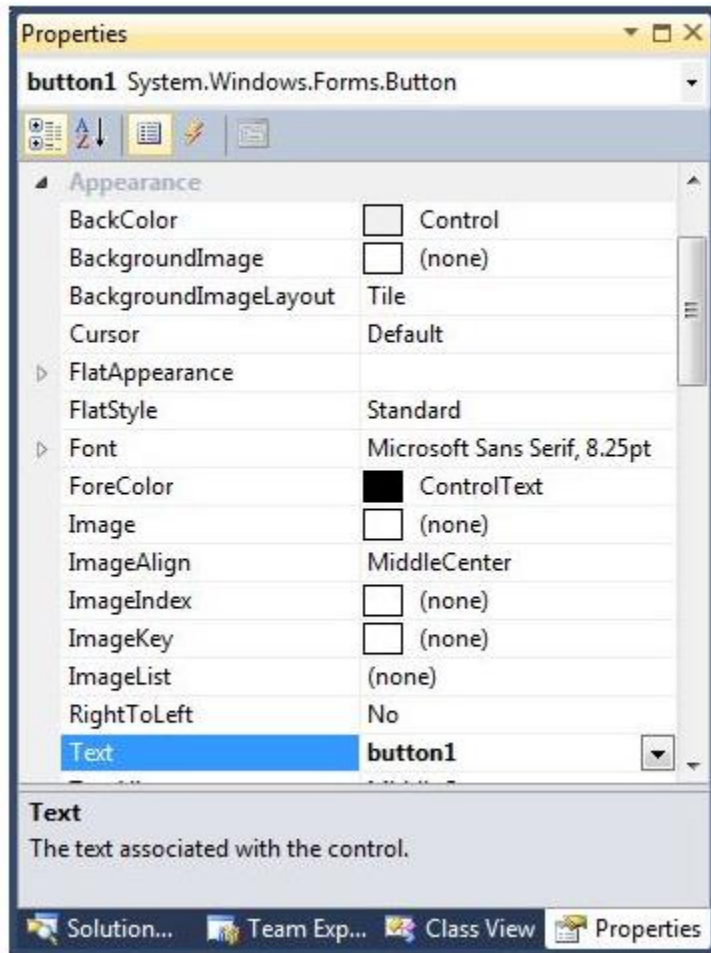 Properties
button1 System.Windows.Forms.Button
A
Z
Appearance
BackColor Control
BackgroundImage (none)
BackgroundImageLayout Tile
Cursor Default
FlatAppearance
FlatStyle Standard
Font Microsoft Sans Serif, 8.25pt
ForeColor ControlText
Image (none)
ImageAlign MiddleCenter
ImageIndex (none)
ImageKey (none)
ImageList (none)
RightToLeft No
Text button1
Text
The text associated with the control.
Solution... Team Exp... Class View Properties